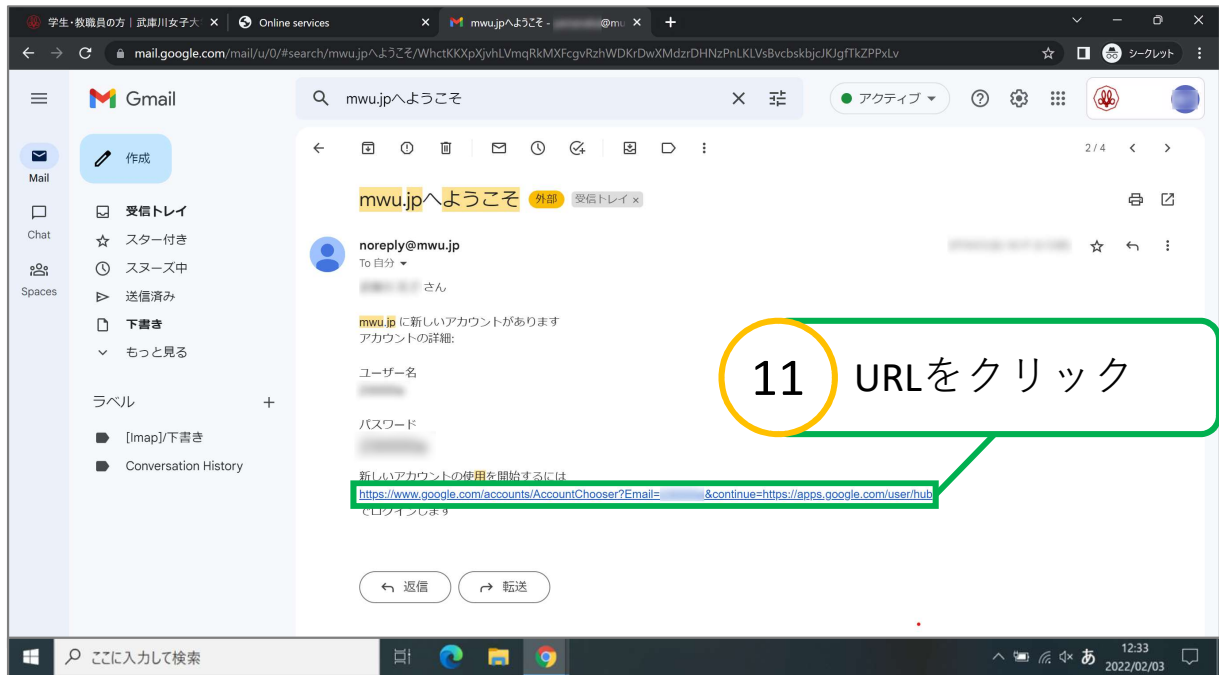 学生・教職員の方 | 武庫川女子大
Online services
mwu.jpへようこそ -
@mu
mail.google.com/mail/u/0/#search/mwu.jpへようこそ/WhctKKXpXjvhLVmqRkMXFcgvRzhWDKrDwXMdzrDHNzPnLKLVsBvcbskbjcJKJgfTkZPPxLv
シークレット
Gmail
mwu.jpへようこそ
アクティブ
Mail
Chat
Spaces
作成
受信トレイ
スター付き
スヌーズ中
送信済み
下書き
もっと見る
ラベル
[Imap]/下書き
Conversation History
2 / 4
mwu.jpへようこそ 外部 受信トレイ ×
noreply@mwu.jp
To 自分
さん
mwu.jp に新しいアカウントがあります
アカウントの詳細:
ユーザー名
パスワード
新しいアカウントの使用を開始するには
https://www.google.com/accounts/AccountChooser?Email=
&continue=https://apps.google.com/user/hub
でログインします
返信
転送
11 URLをクリック
ここに入力して検索
あ
12:33
2022/02/03